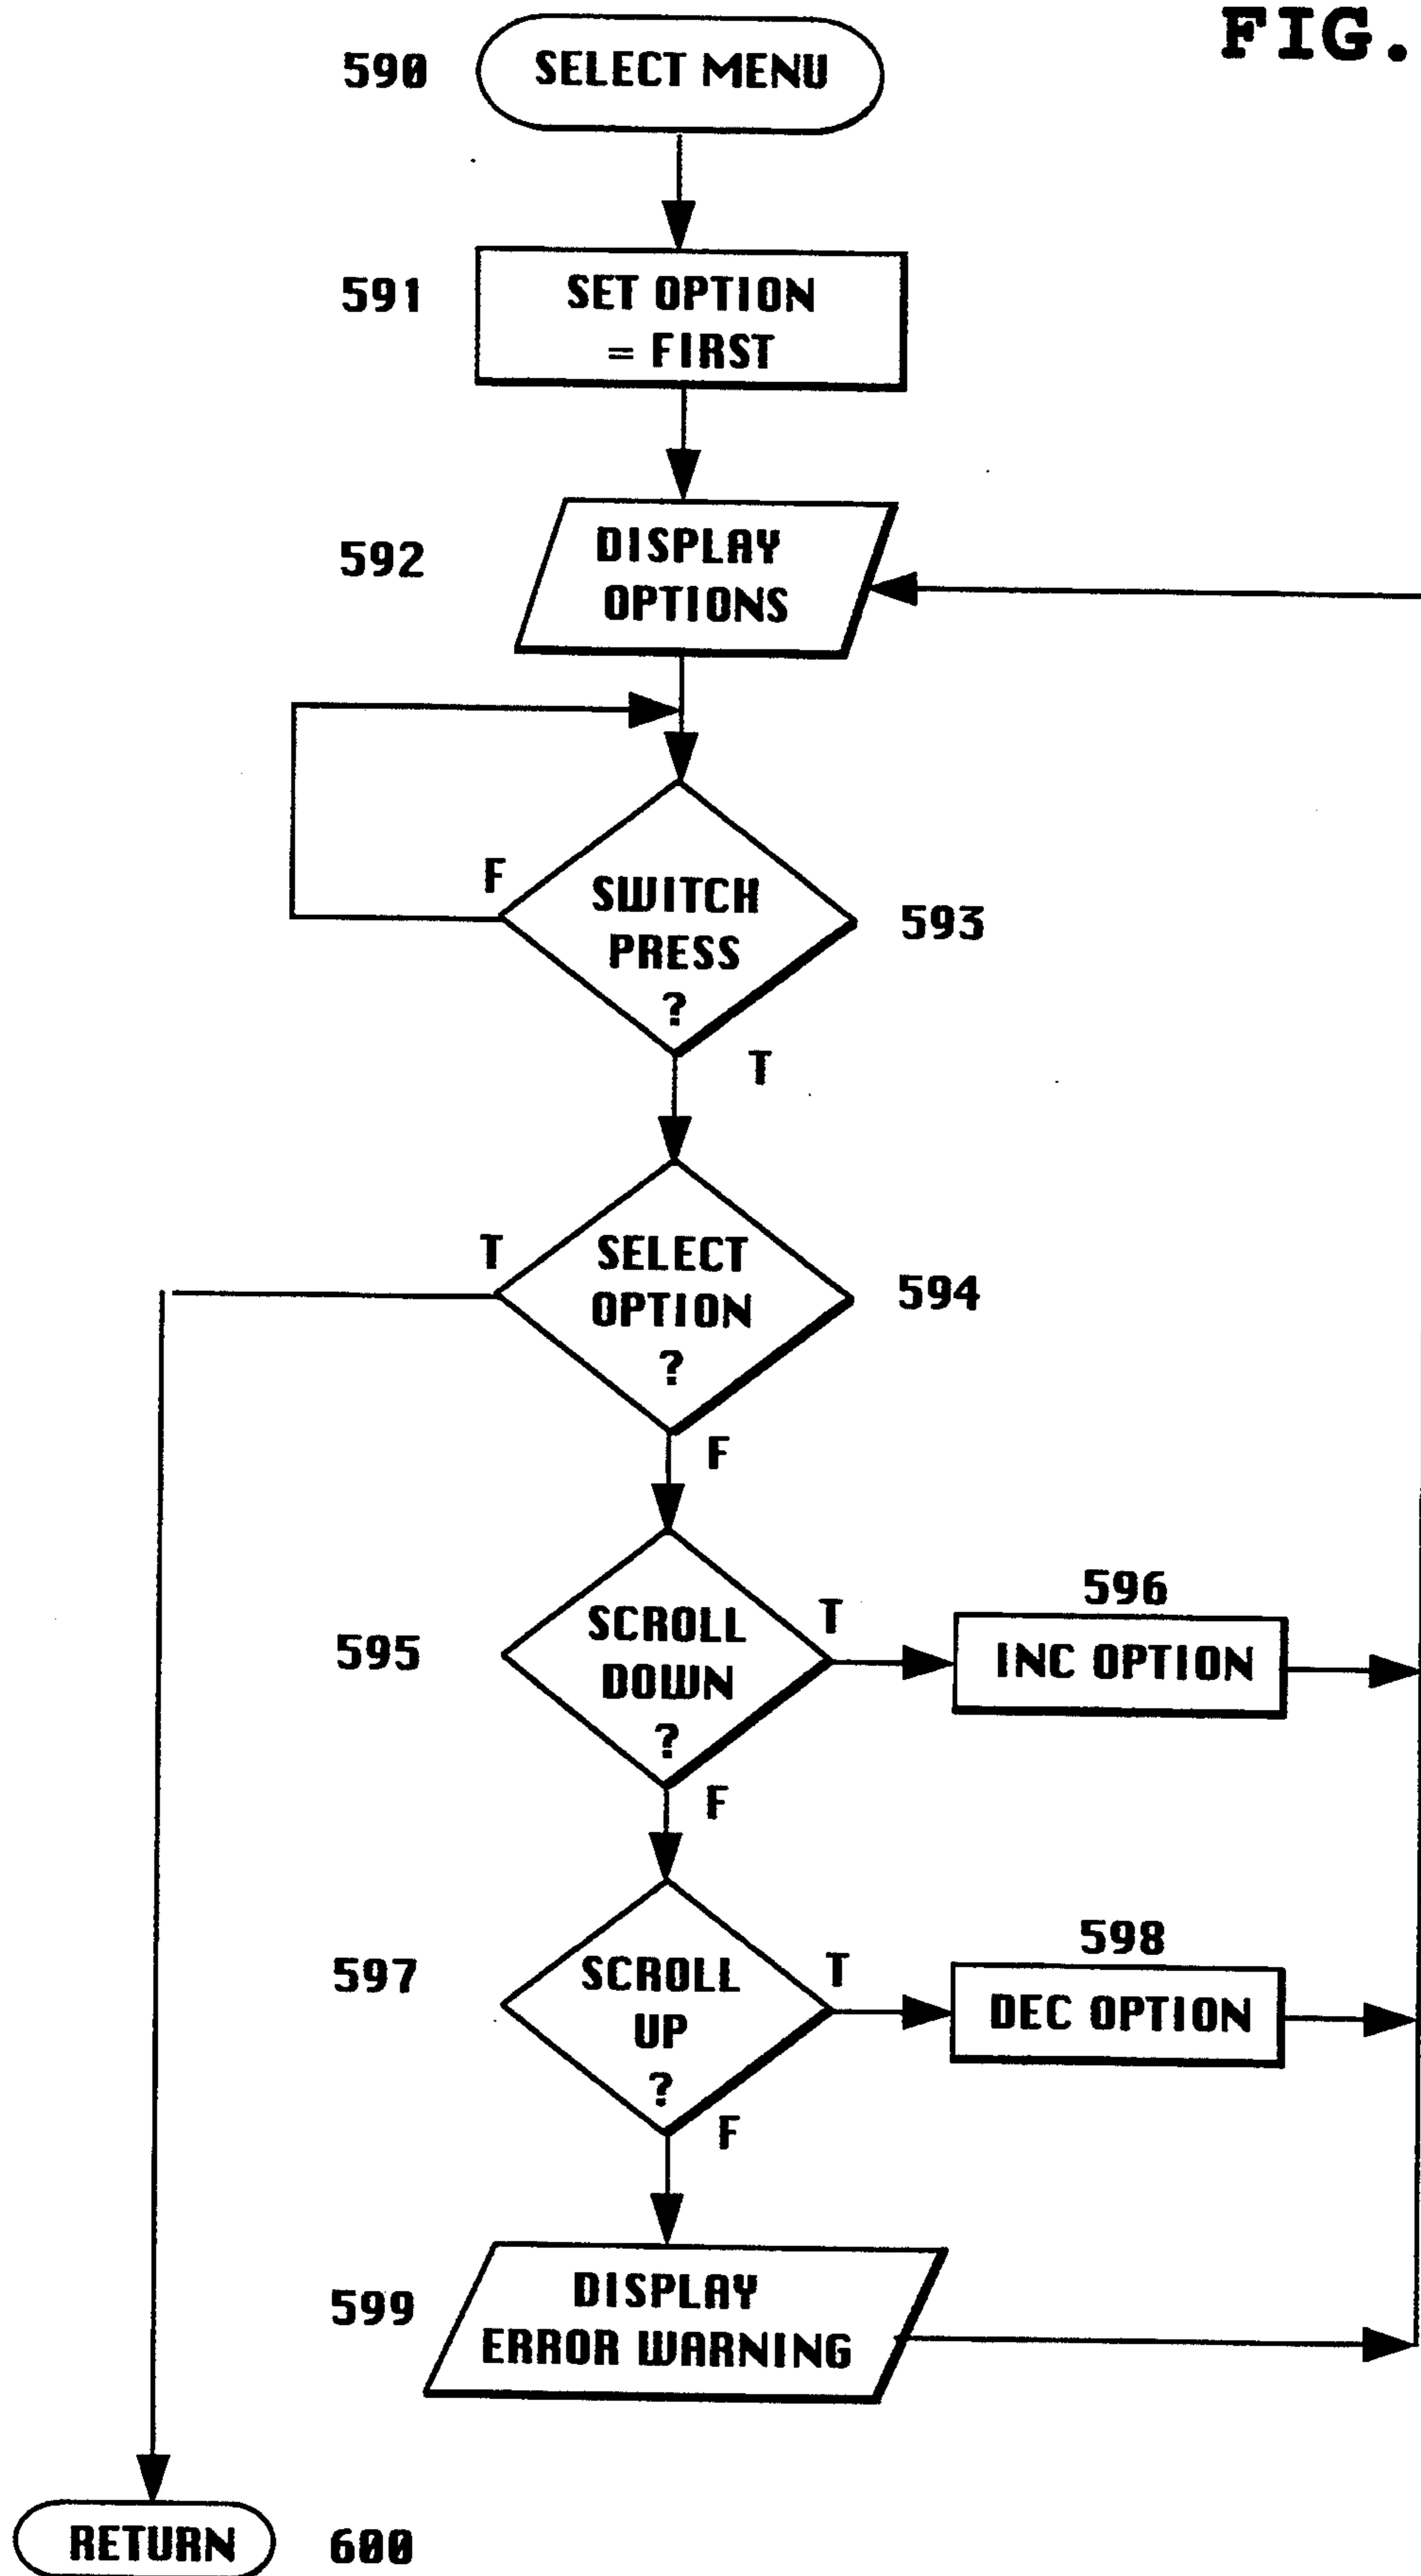 FIG.
590 SELECT MENU
591 SET OPTION
= FIRST
592 DISPLAY
OPTIONS
F SWITCH
PRESS
?
593
T
T SELECT
OPTION
?
594
F
595 SCROLL
DOWN
?
T
596
INC OPTION
F
597 SCROLL
UP
?
T
598
DEC OPTION
F
599 DISPLAY
ERROR WARNING
RETURN 600